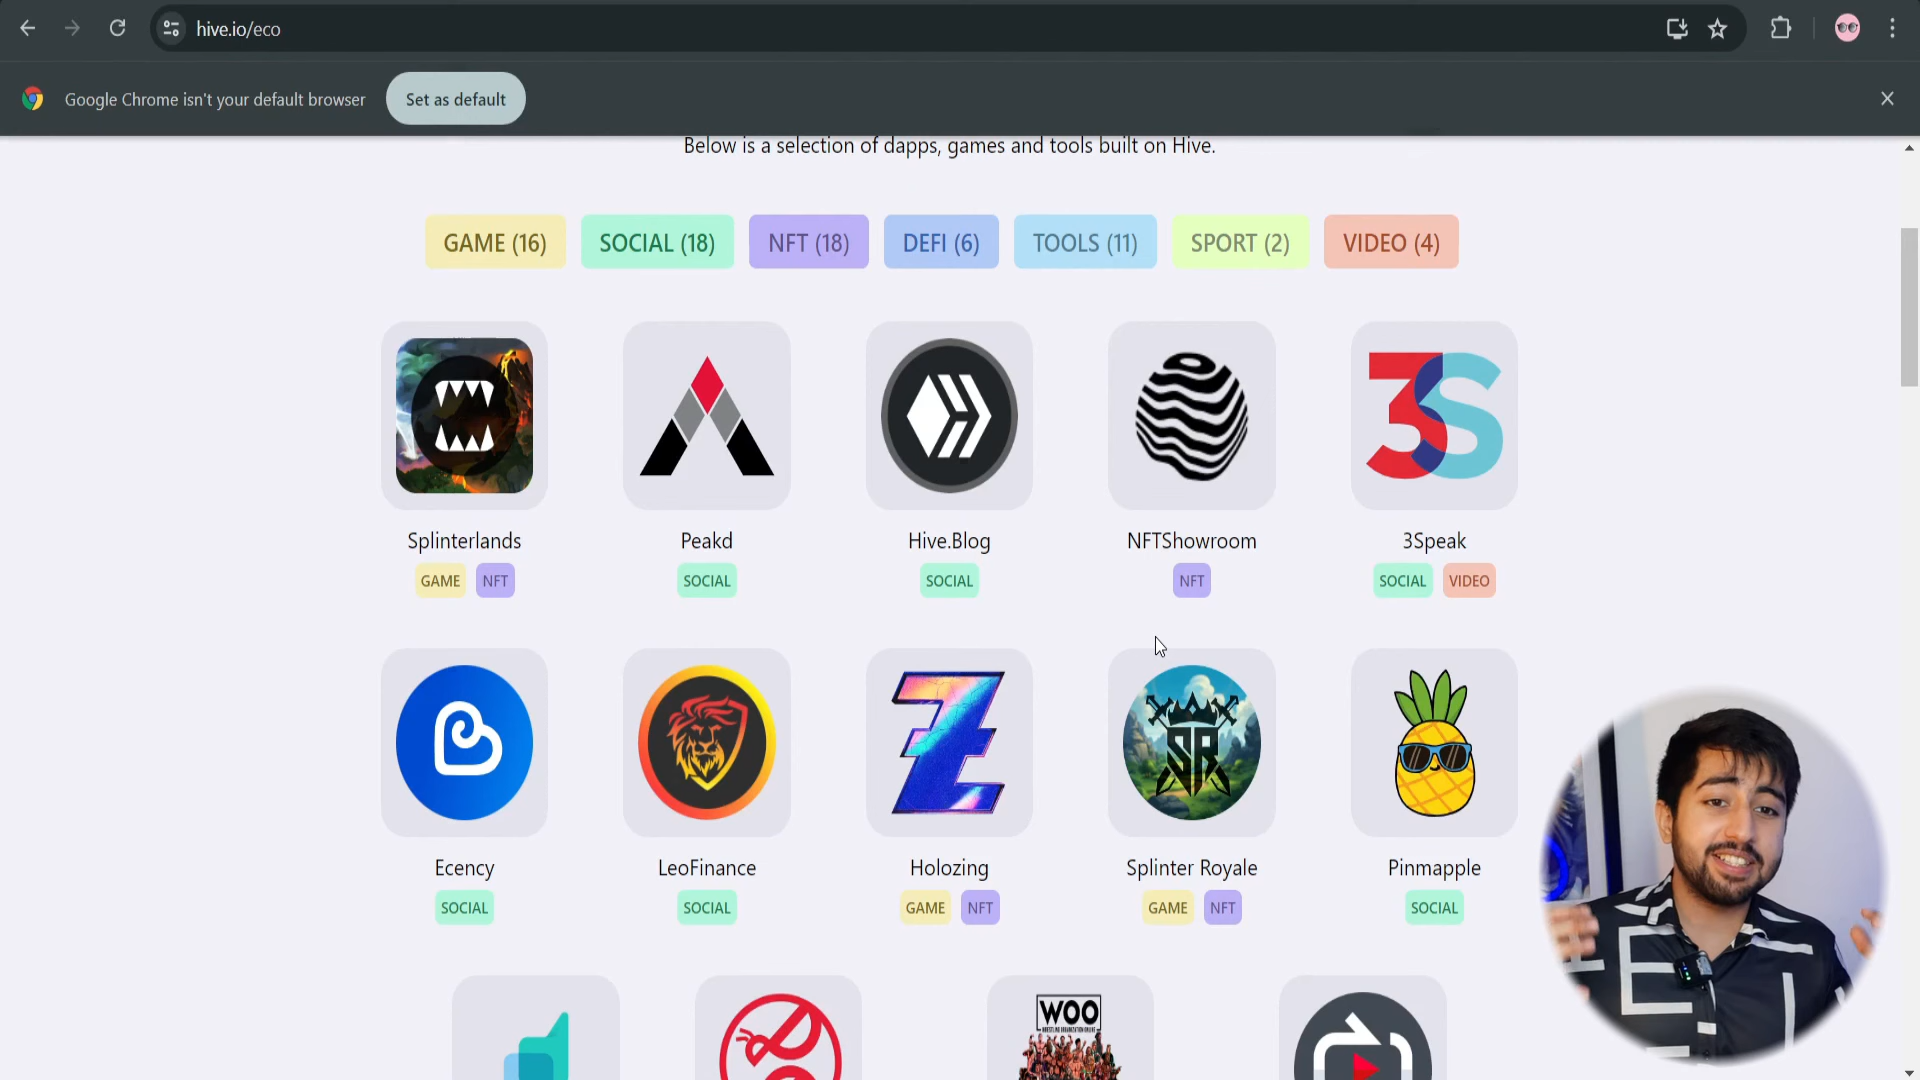 hive.io/eco
Google Chrome isn't your default browser
Set as default
Below is a selection of dapps, games and tools built on Hive.
GAME (16)
SOCIAL (18)
NFT (18)
DEFI (6)
TOOLS (11)
SPORT (2)
VIDEO (4)
3S
Splinterlands
Peakd
Hive.Blog
NFTShowroom
3Speak
GAME NFT
SOCIAL
SOCIAL
NFT
SOCIAL VIDEO
SR
Ecency
LeoFinance
Holozing
Splinter Royale
Pinmapple
SOCIAL
SOCIAL
GAME NFT
GAME NFT
SOCIAL
WOO